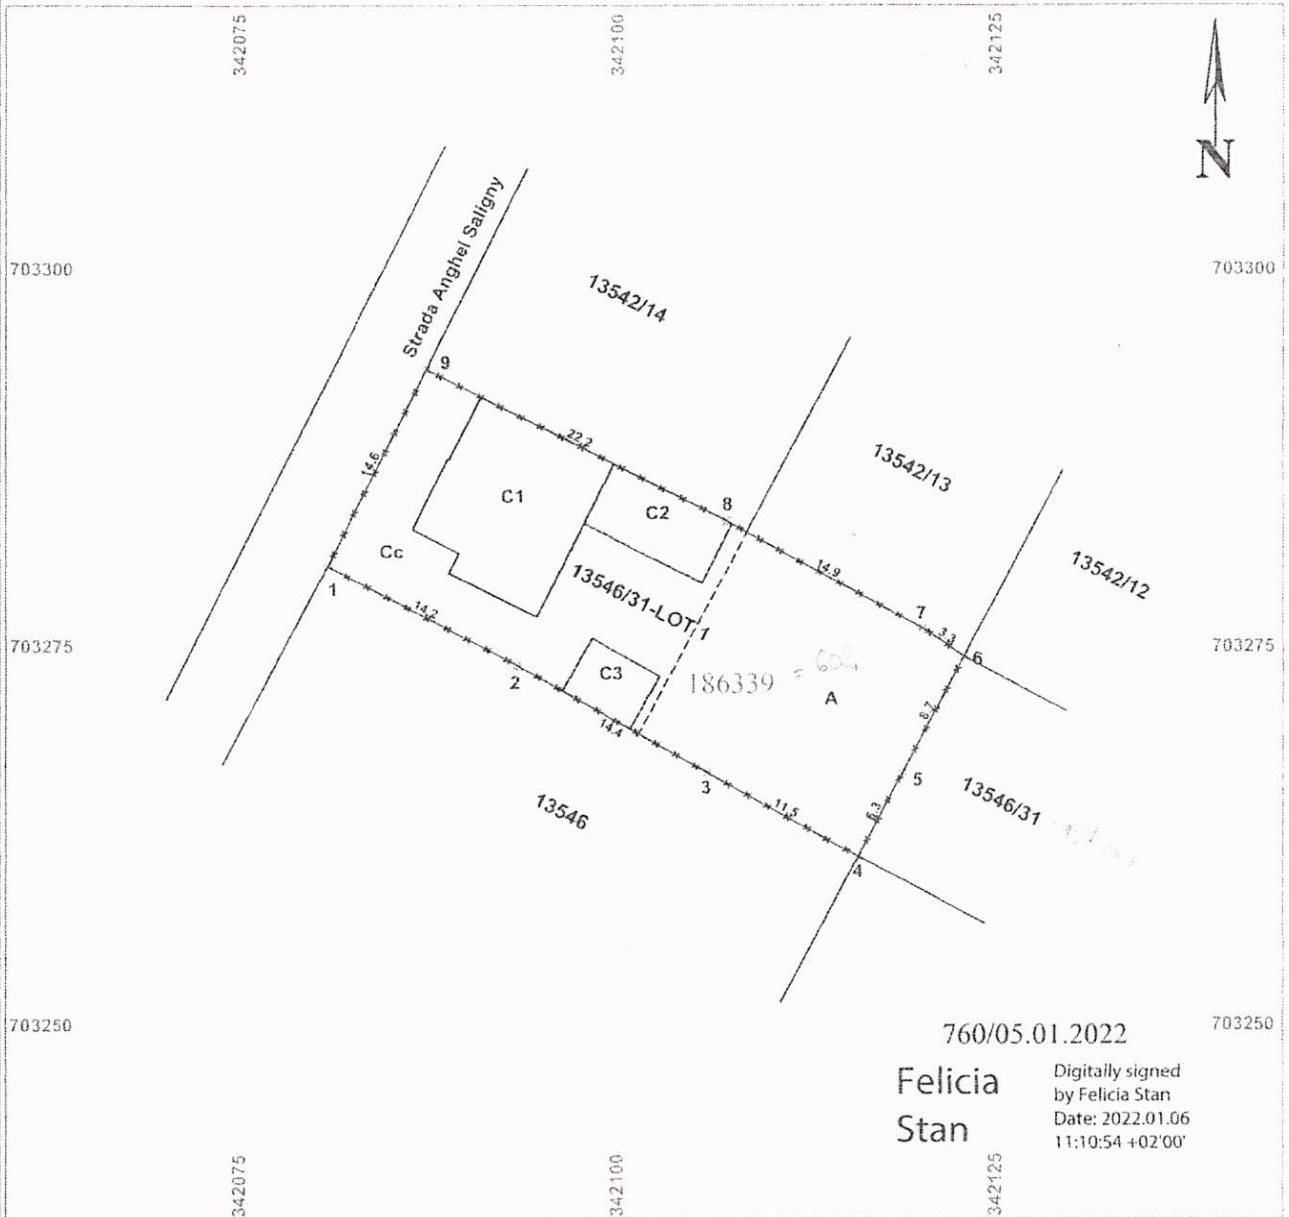 342075
342100
342125
N
Strada Anghel Saligny
703300
703300
13542/14
9
22.2
13542/13
14.6
C1
C2
8
13542/12
Cc
14.9
1
13546/31-LOT 1
7
3.3
14.2
6
703275
703275
2
C3
186339
A
8.7
14.4
3
5
13546/31
11.5
6.3
13546
4
703250
703250
760/05.01.2022
Felicia
Stan
Digitally signed
by Felicia Stan
Date: 2022.01.06
11:10:54 +02'00'
342075
342100
342125